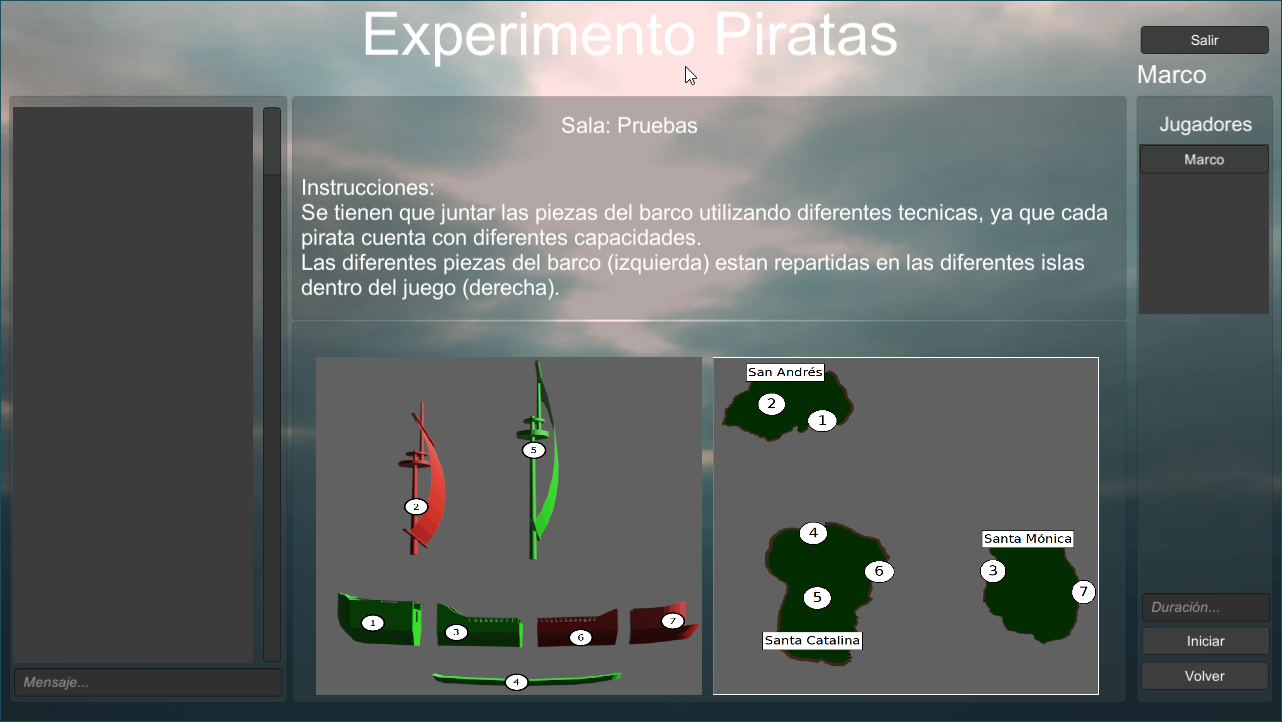 Experimento Piratas
Salir
Marco
Sala: Pruebas
Jugadores
Marco
Instrucciones:
Se tienen que juntar las piezas del barco utilizando diferentes tecnicas, ya que cada
pirata cuenta con diferentes capacidades.
Las diferentes piezas del barco (izquierda) estan repartidas en las diferentes islas
dentro del juego (derecha).
2
5
1
3
6
7
4
San Andrés
2
1
4
Santa Mónica
6
3
5
7
Santa Catalina
Duración...
Iniciar
Volver
Mensaje...